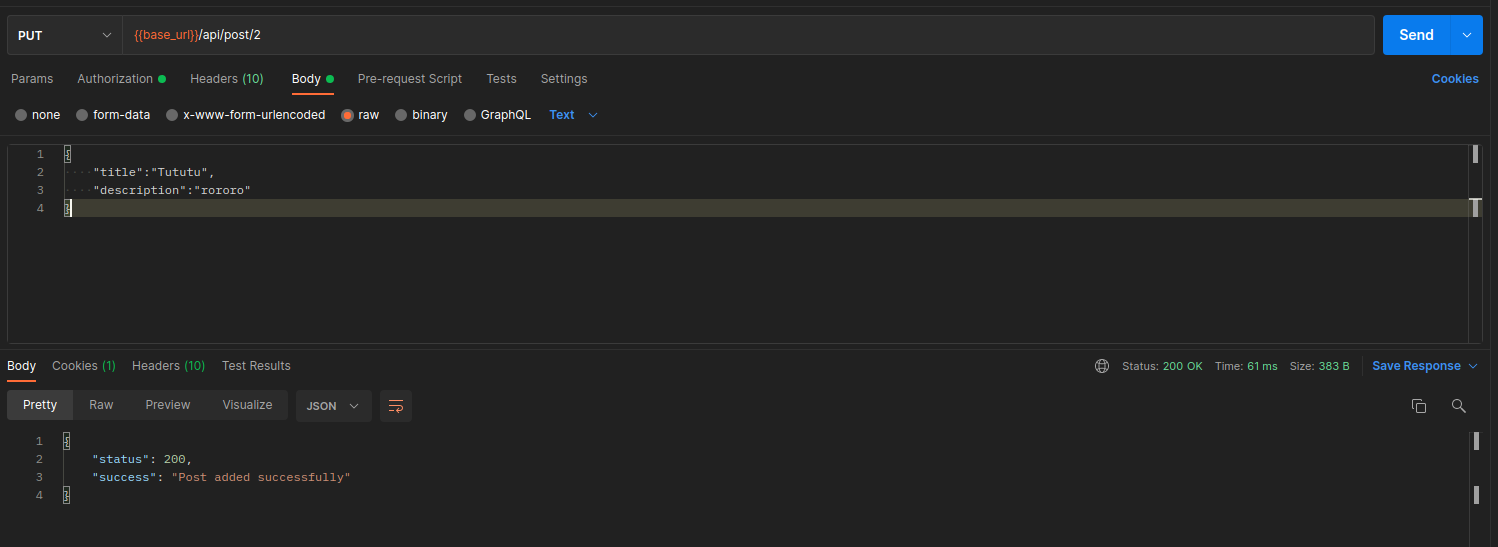 PUT {{base_url}}/api/post/2 Send
Params Authorization Headers (10) Body Pre-request Script Tests Settings Cookies
none form-data x-www-form-urlencoded raw binary GraphQL Text
1 {
2 "title":"Tututu",
3 "description":"rororo"
4 }
Body Cookies (1) Headers (10) Test Results Status: 200 OK Time: 61 ms Size: 383 B Save Response
Pretty Raw Preview Visualize JSON
1 {
2 "status": 200,
3 "success": "Post added successfully"
4 }